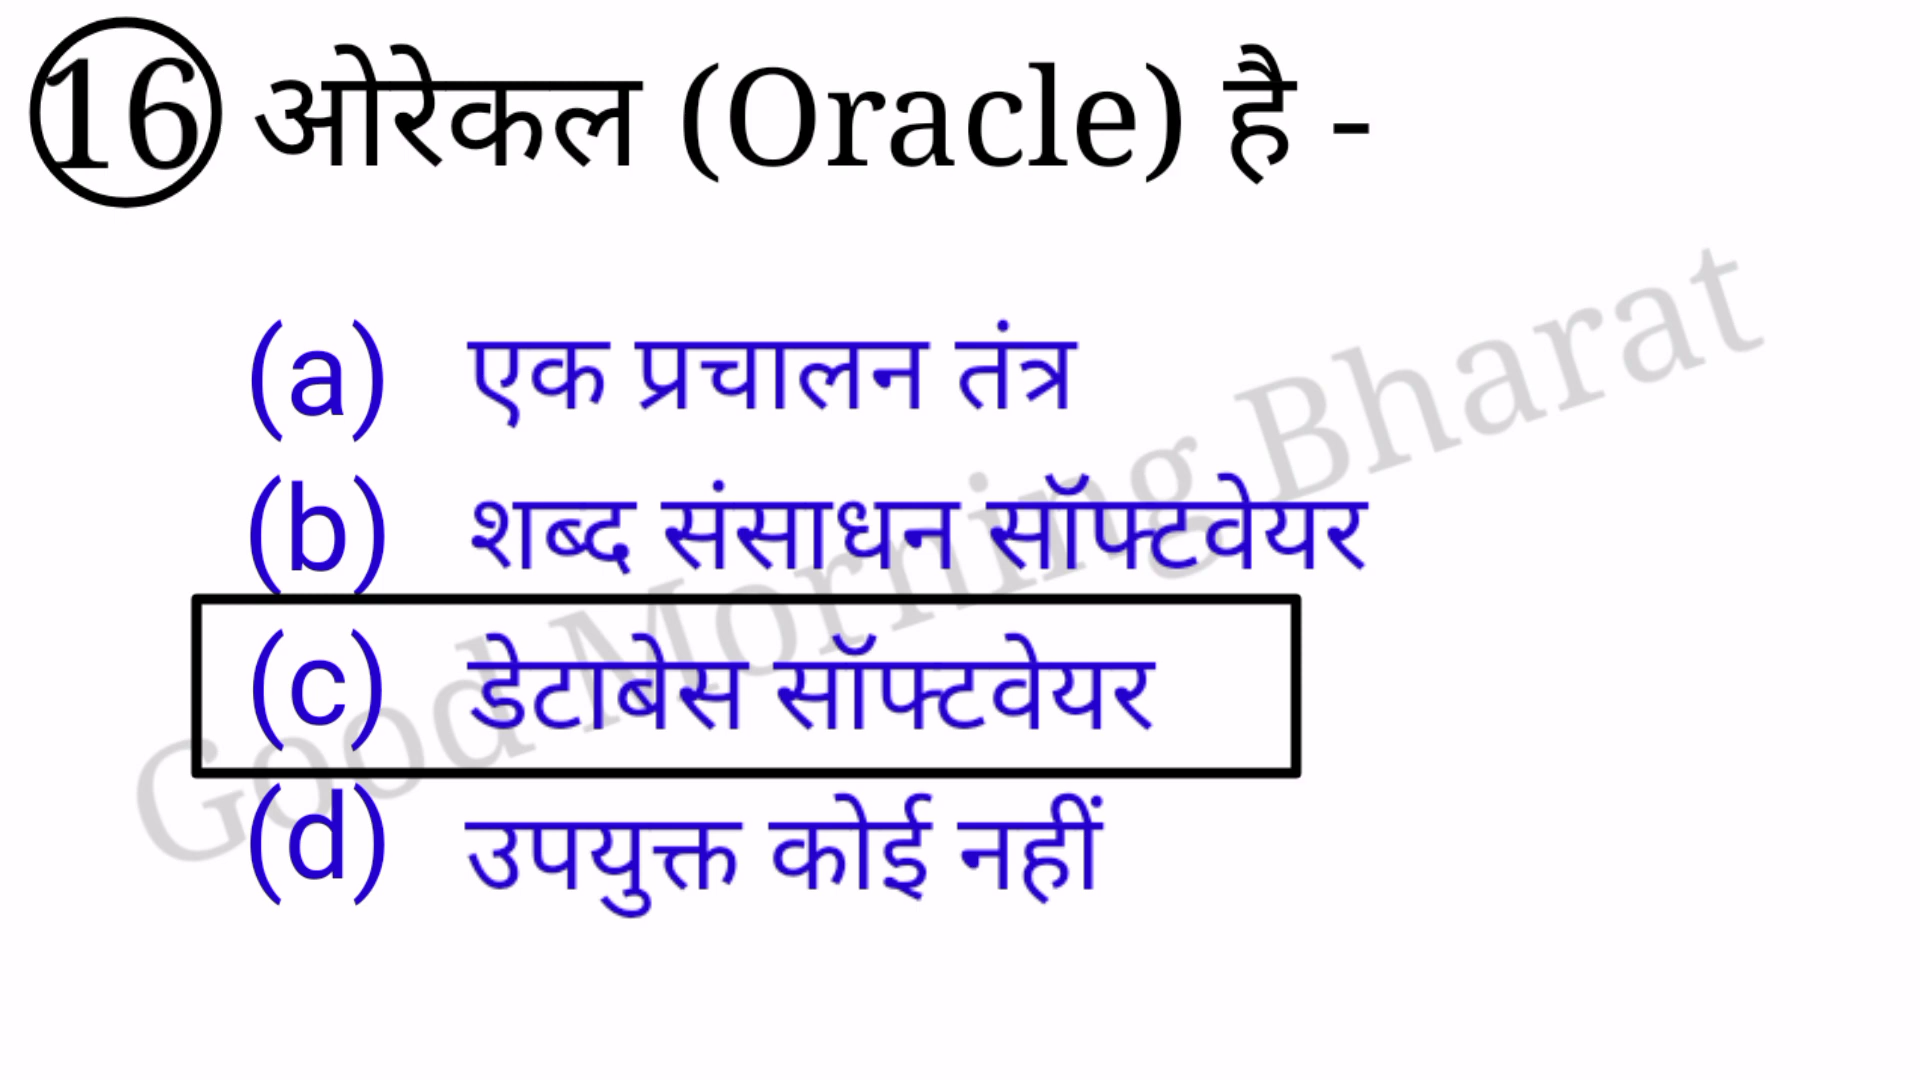 16 ओरेकल (Oracle) है -
(a) एक प्रचालन तंत्र
(b) शब्द संसाधन सॉफ्टवेयर
(c) डेटाबेस सॉफ्टवेयर
(d) उपयुक्त कोई नहीं
Good Morning Bharat